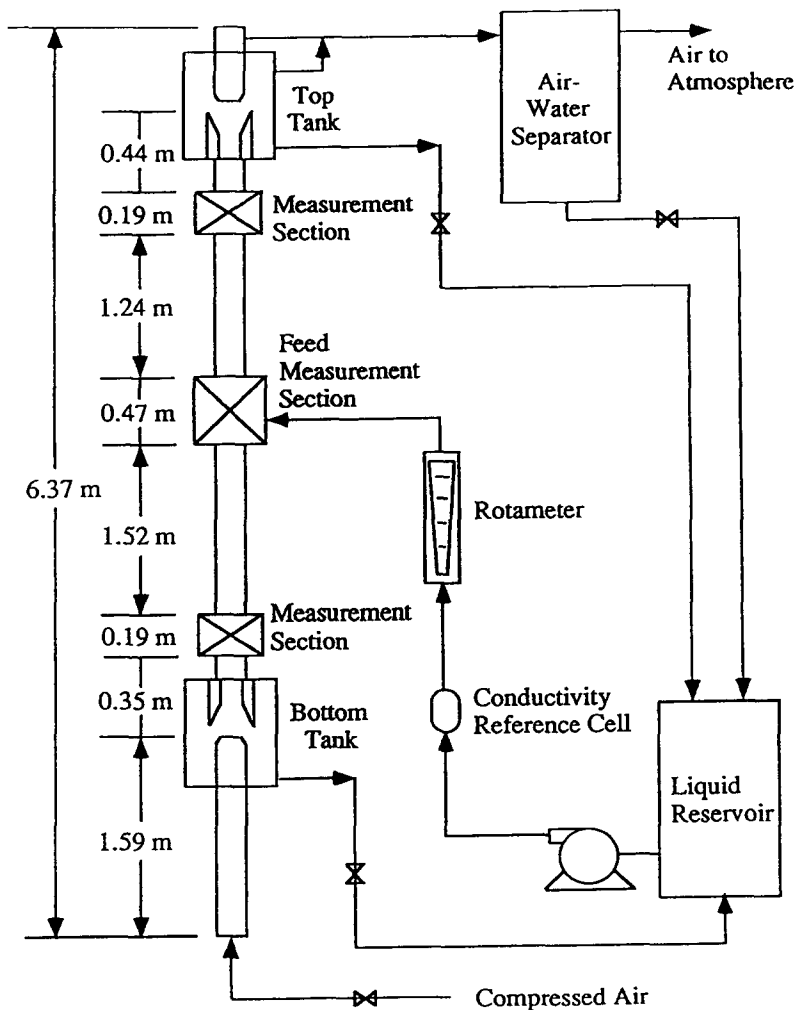 Air to
Atmosphere
Air-
Water
Separator
Top
Tank
0.44 m
0.19 m
Measurement
Section
1.24 m
Feed
Measurement
Section
0.47 m
6.37 m
Rotameter
1.52 m
Measurement
Section
0.19 m
0.35 m
Bottom
Tank
Conductivity
Reference Cell
Liquid
Reservoir
1.59 m
Compressed Air